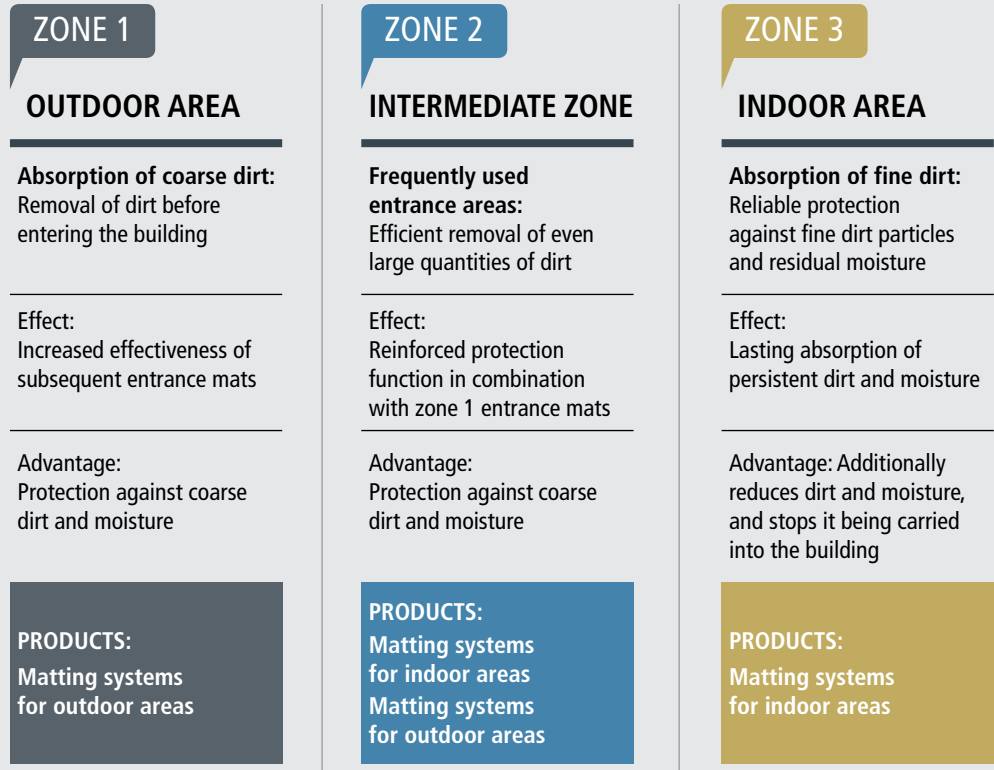 ZONE 1
OUTDOOR AREA
Absorption of coarse dirt:
Removal of dirt before
entering the building
Effect:
Increased effectiveness of
subsequent entrance mats
Advantage:
Protection against coarse
dirt and moisture
PRODUCTS:
Matting systems
for outdoor areas
ZONE 2
INTERMEDIATE ZONE
Frequently used
entrance areas:
Efficient removal of even
large quantities of dirt
Effect:
Reinforced protection
function in combination
with zone 1 entrance mats
Advantage:
Protection against coarse
dirt and moisture
PRODUCTS:
Matting systems
for indoor areas
Matting systems
for outdoor areas
ZONE 3
INDOOR AREA
Absorption of fine dirt:
Reliable protection
against fine dirt particles
and residual moisture
Effect:
Lasting absorption of
persistent dirt and moisture
Advantage: Additionally
reduces dirt and moisture,
and stops it being carried
into the building
PRODUCTS:
Matting systems
for indoor areas